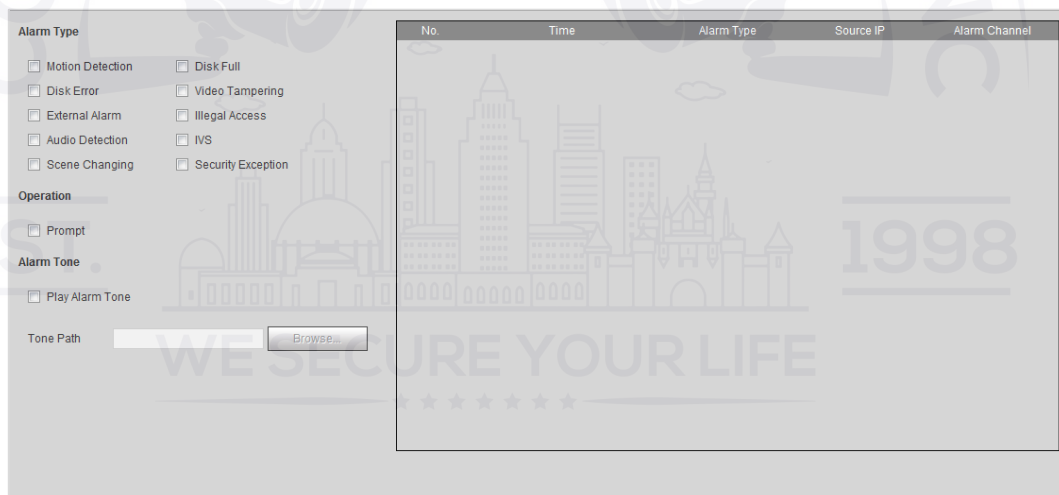 Alarm Type
No. Time Alarm Type Source IP Alarm Channel
Motion Detection Disk Full
Disk Error Video Tampering
External Alarm Illegal Access
Audio Detection IVS
Scene Changing Security Exception
Operation
Prompt
Alarm Tone
Play Alarm Tone
Tone Path Browse...
ST. 1998
WE SECURE YOUR LIFE